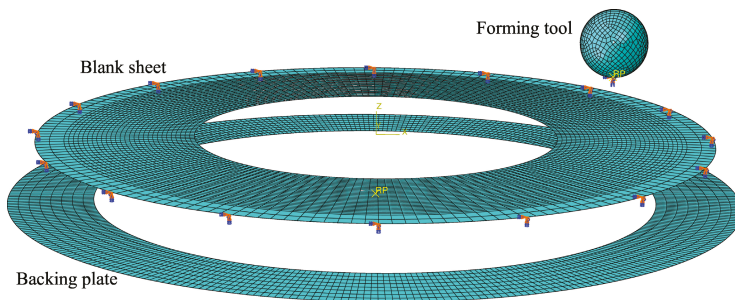 Forming tool
Blank sheet
RP
z
x
RP
Backing plate